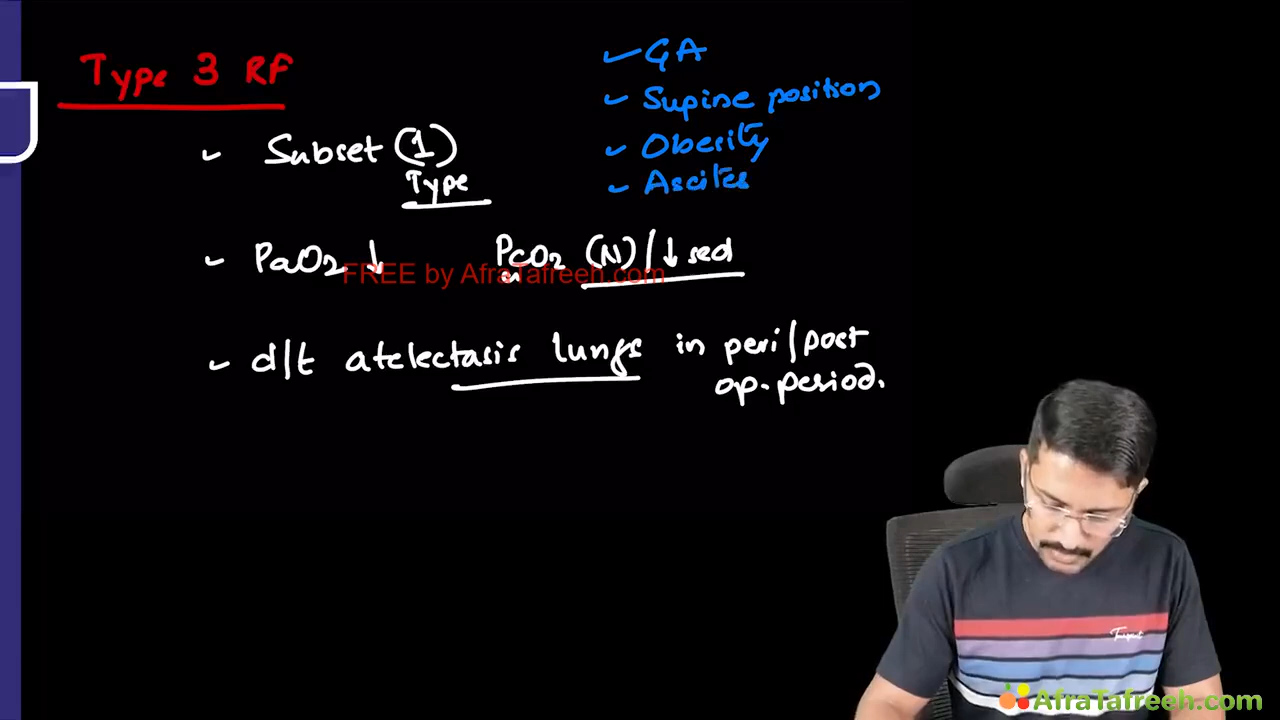 Type 3 RF
✓ GA
✓ Supine position
✓ Obesity
✓ Ascites
✓ Subset (1)
Type
✓ PaO2 ↓ PcO2 (N)/↓sed
FREE by AfraTafreeh.com
✓ d/t atelectasis lungs in peri/post
op. period.
AfraTafreeh.com